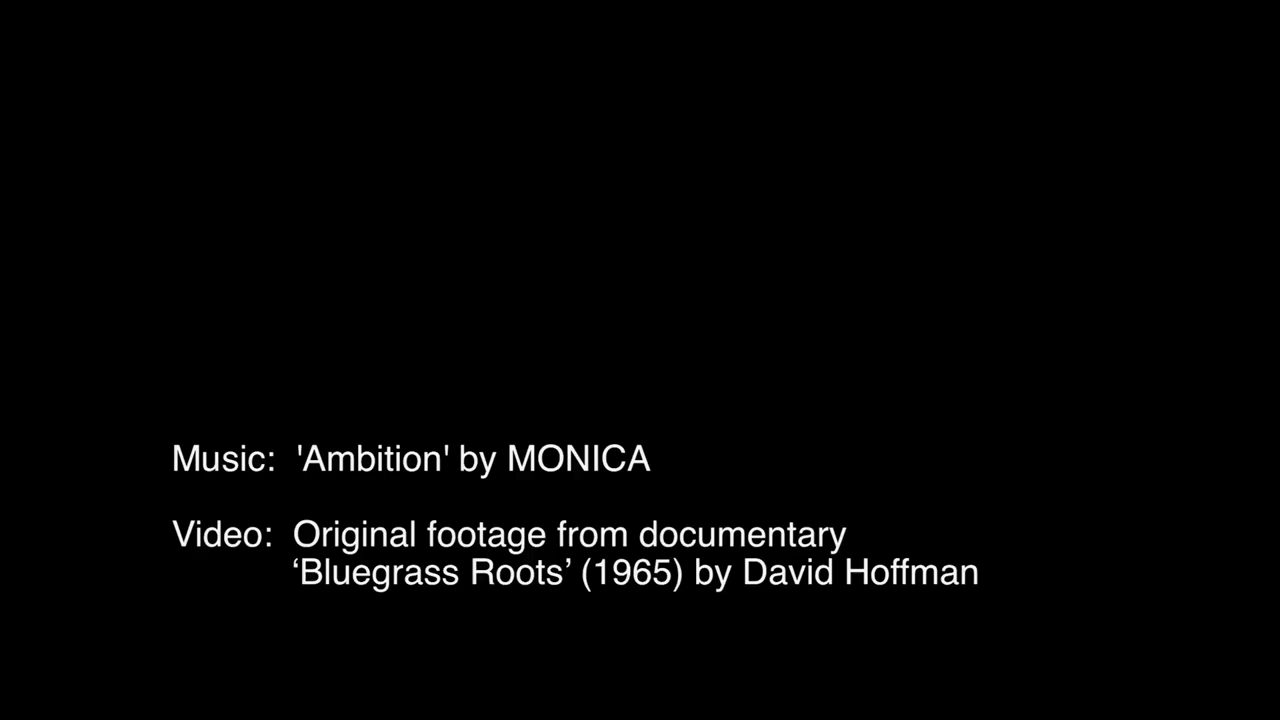 Music: 'Ambition' by MONICA
Video: Original footage from documentary
‘Bluegrass Roots’ (1965) by David Hoffman